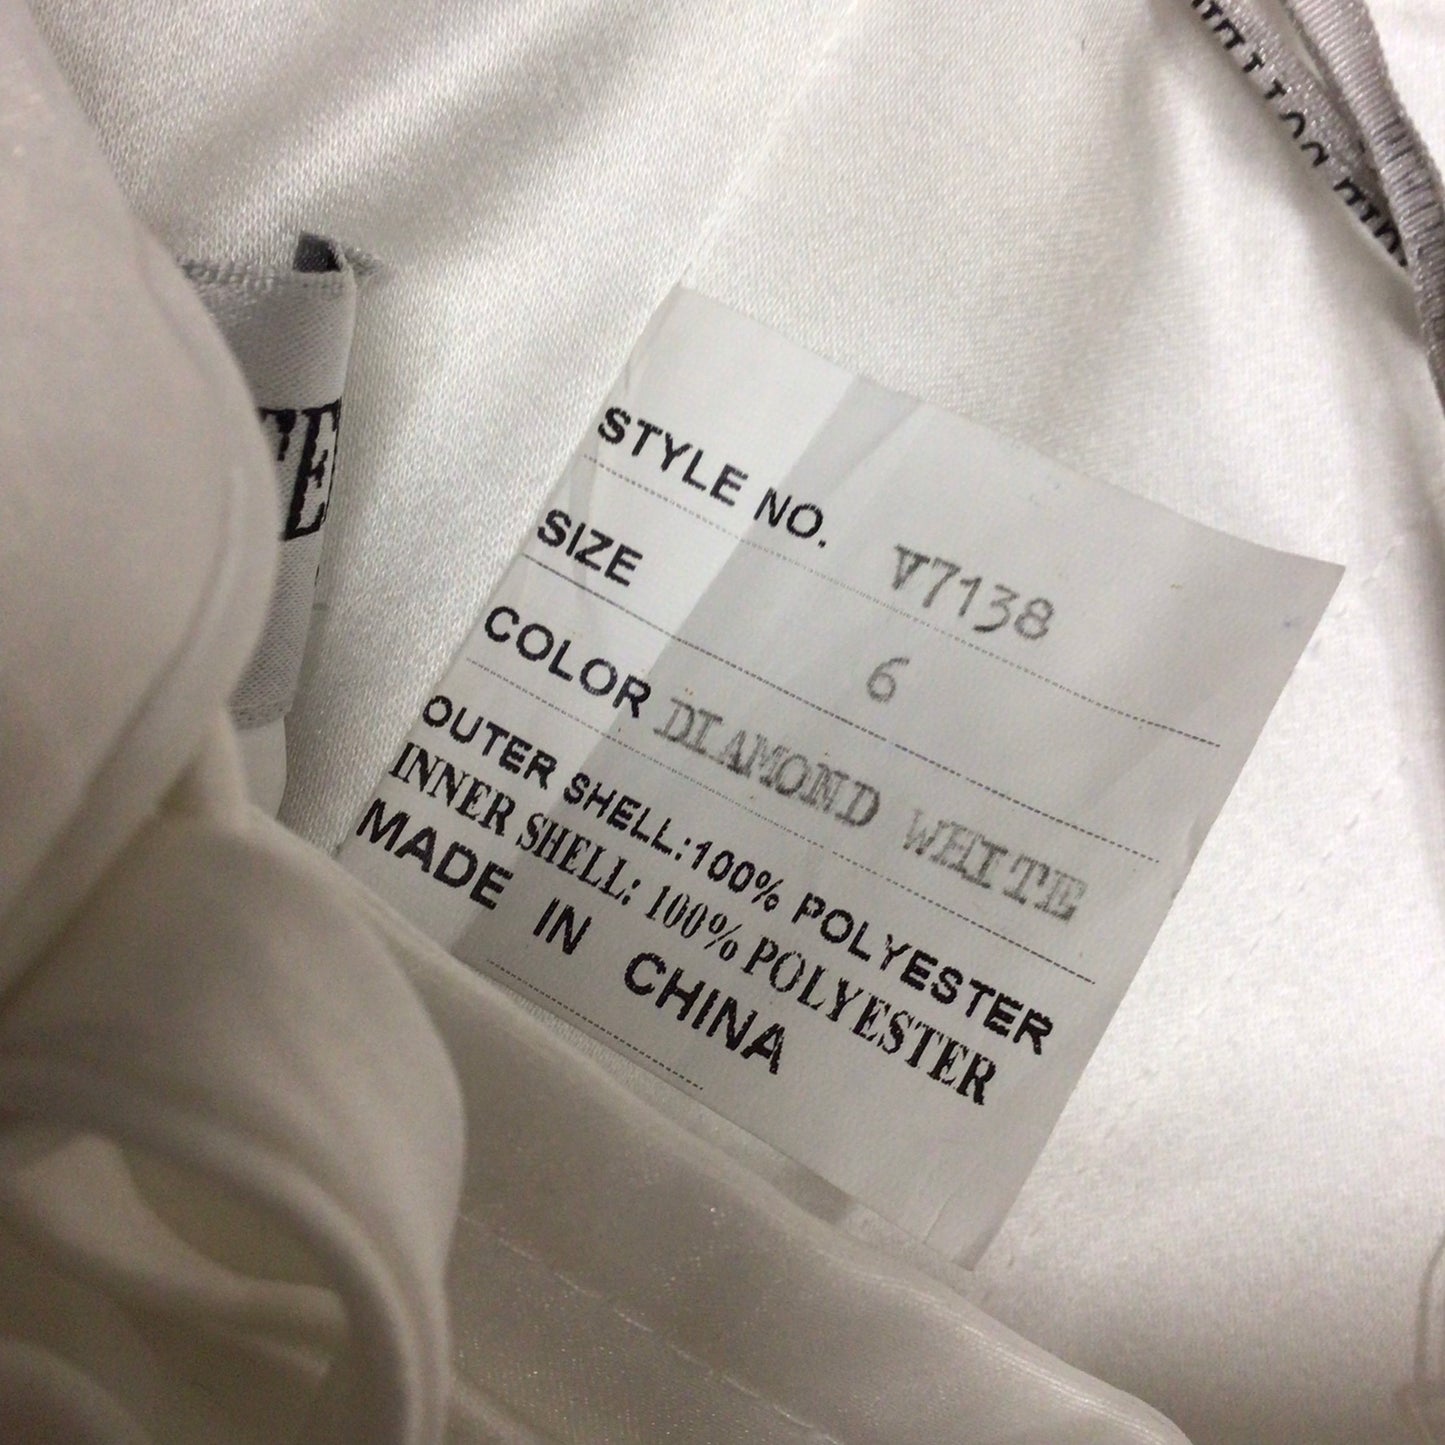 STYLE NO. V7138
SIZE 6
COLOR DIAMOND WHITE
OUTER SHELL:100% POLYESTER
INNER SHELL: 100% POLYESTER
MADE IN CHINA